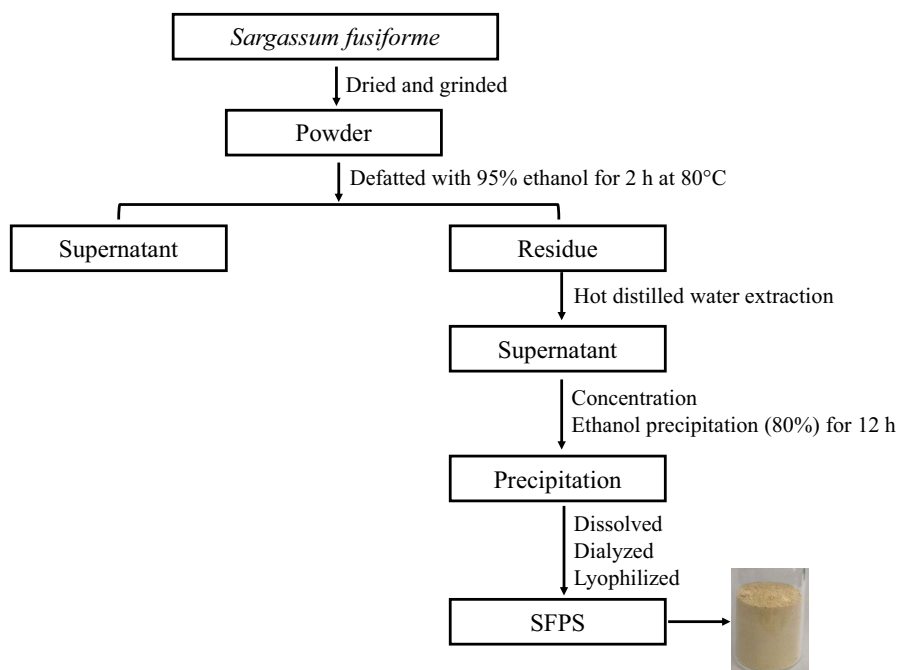 Sargassum fusiforme
Dried and grinded
Powder
Defatted with 95% ethanol for 2 h at 80°C
Supernatant
Residue
Hot distilled water extraction
Supernatant
Concentration
Ethanol precipitation (80%) for 12 h
Precipitation
Dissolved
Dialyzed
Lyophilized
SFPS